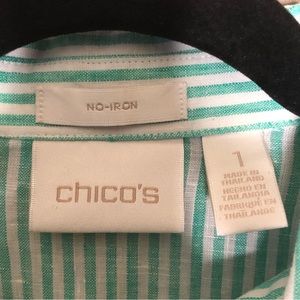 NO-IRON
chico's
1
MADE IN
THAILAND
HECHO EN
TAILANDIA
FABRIQUÉ EN
THAÏLANDE